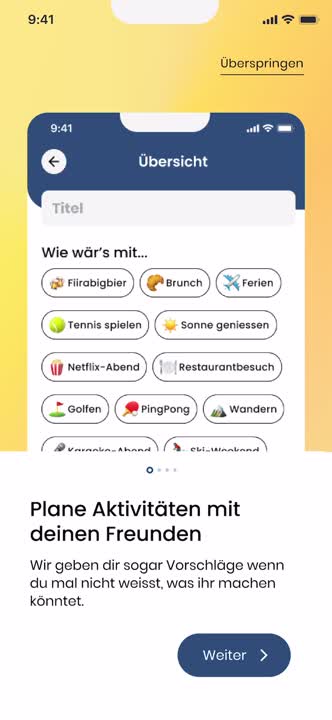 9:41
Überspringen
9:41
Übersicht
Titel
Wie wär's mit...
Fiirabigbier
Brunch
Ferien
Tennis spielen
Sonne geniessen
Netflix-Abend
Restaurantbesuch
Golfen
PingPong
Wandern
Karaoke-Abend
Ski-Weekend
Plane Aktivitäten mit
deinen Freunden
Wir geben dir sogar Vorschläge wenn
du mal nicht weisst, was ihr machen
könntet.
Weiter